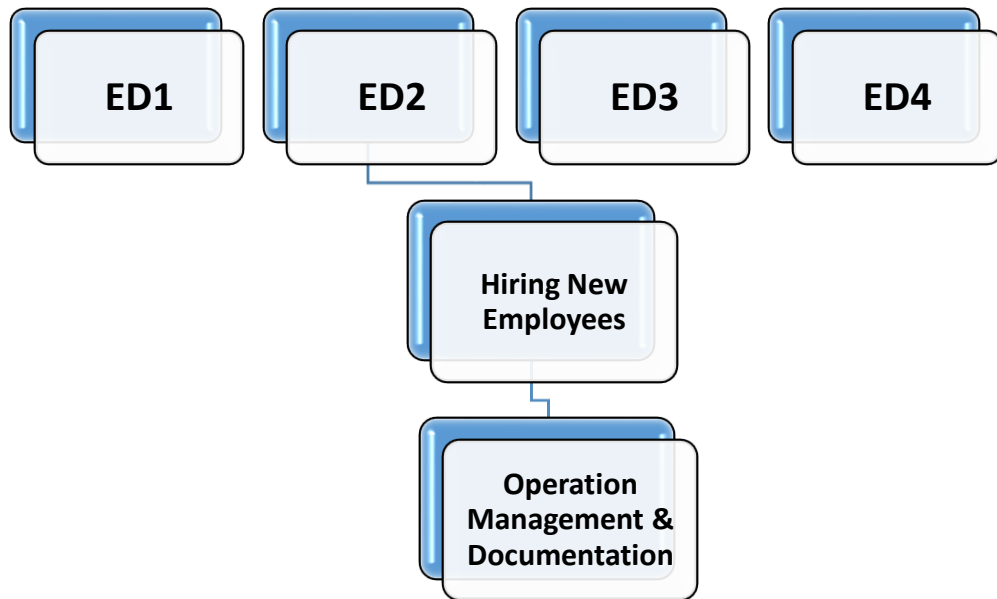 ED1
ED2
ED3
ED4
Hiring New
Employees
Operation
Management &
Documentation